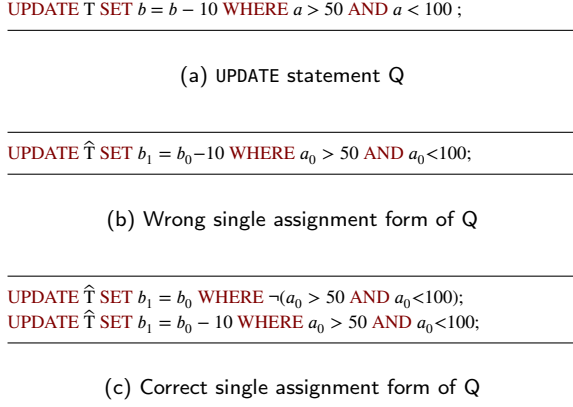 UPDATE T SET b = b − 10 WHERE a > 50 AND a < 100 ;
(a) UPDATE statement Q
UPDATE T̂ SET b₁ = b₀−10 WHERE a₀ > 50 AND a₀<100;
(b) Wrong single assignment form of Q
UPDATE T̂ SET b₁ = b₀ WHERE ¬(a₀ > 50 AND a₀<100);
UPDATE T̂ SET b₁ = b₀ − 10 WHERE a₀ > 50 AND a₀<100;
(c) Correct single assignment form of Q